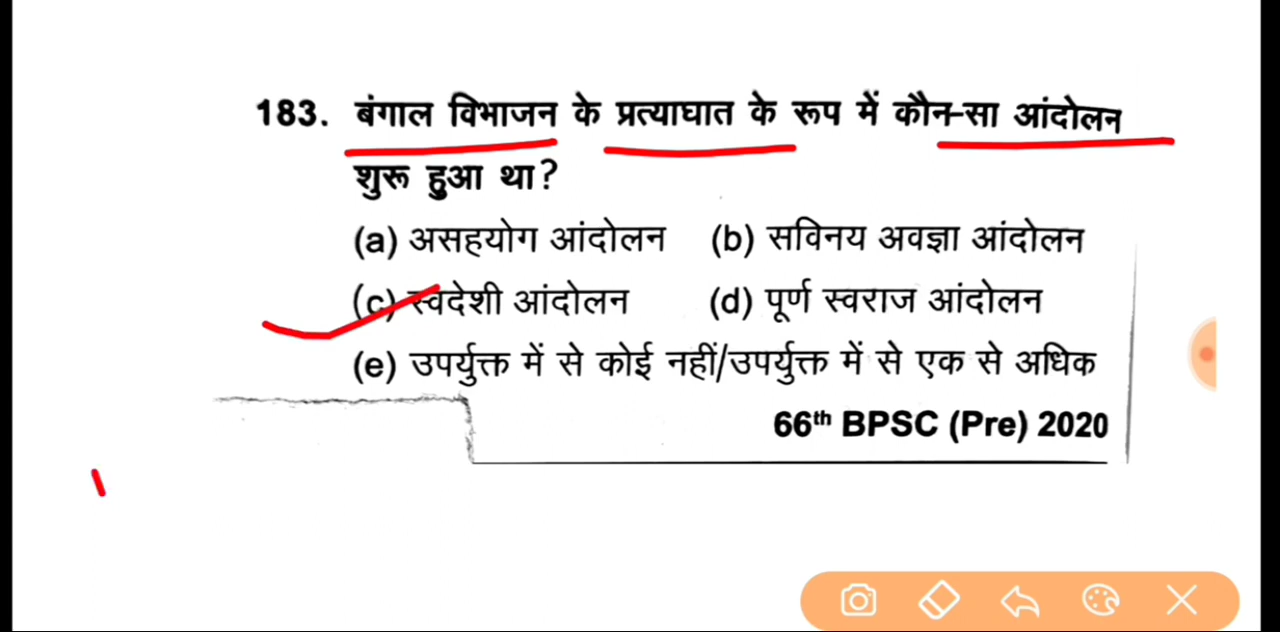 183. बंगाल विभाजन के प्रत्याघात के रूप में कौन-सा आंदोलन
शुरू हुआ था?
(a) असहयोग आंदोलन (b) सविनय अवज्ञा आंदोलन
(c) स्वदेशी आंदोलन (d) पूर्ण स्वराज आंदोलन
(e) उपर्युक्त में से कोई नहीं/उपर्युक्त में से एक से अधिक
66th BPSC (Pre) 2020